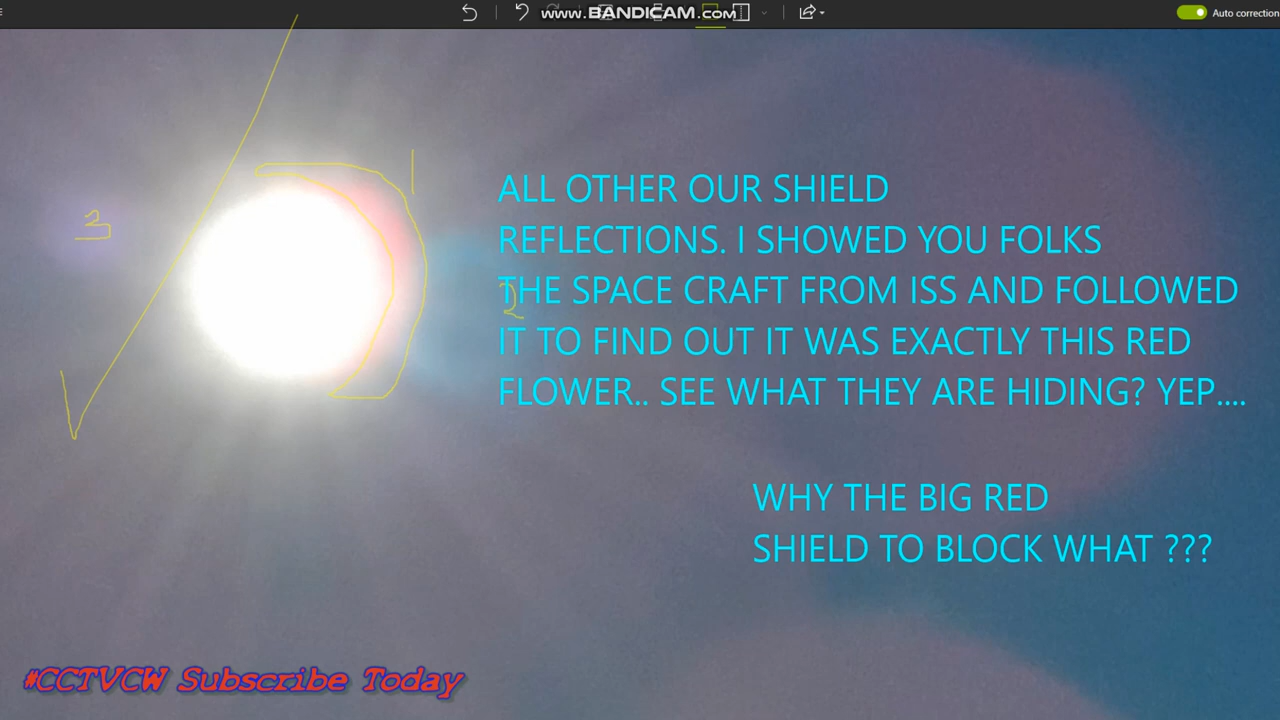 www.BANDICAM.com
Auto correction
1
2
ALL OTHER OUR SHIELD
REFLECTIONS. I SHOWED YOU FOLKS
THE SPACE CRAFT FROM ISS AND FOLLOWED
IT TO FIND OUT IT WAS EXACTLY THIS RED
FLOWER.. SEE WHAT THEY ARE HIDING? YEP....
WHY THE BIG RED
SHIELD TO BLOCK WHAT ???
#CCTVCW Subscribe Today